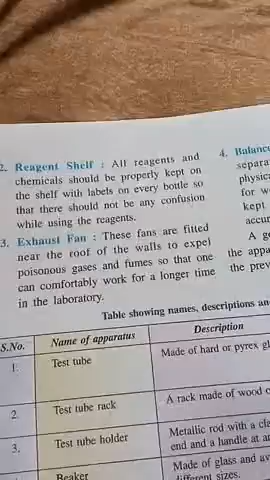 2. Reagent Shelf : All reagents and
chemicals should be properly kept on
the shelf with labels on every bottle so
that there should not be any confusion
while using the reagents.
3. Exhaust Fan : These fans are fitted
near the roof of the walls to expel
poisonous gases and fumes so that one
can comfortably work for a longer time
in the laboratory.
4. Balance
separa
physica
for w
kept
accur
A ge
the appa
the prev
Table showing names, descriptions an
S.No. Name of apparatus Description
1. Test tube Made of hard or pyrex gl
2. Test tube rack A rack made of wood o
3. Test tube holder Metallic rod with a cla
end and a handle at an
Beaker Made of glass and av
different sizes.